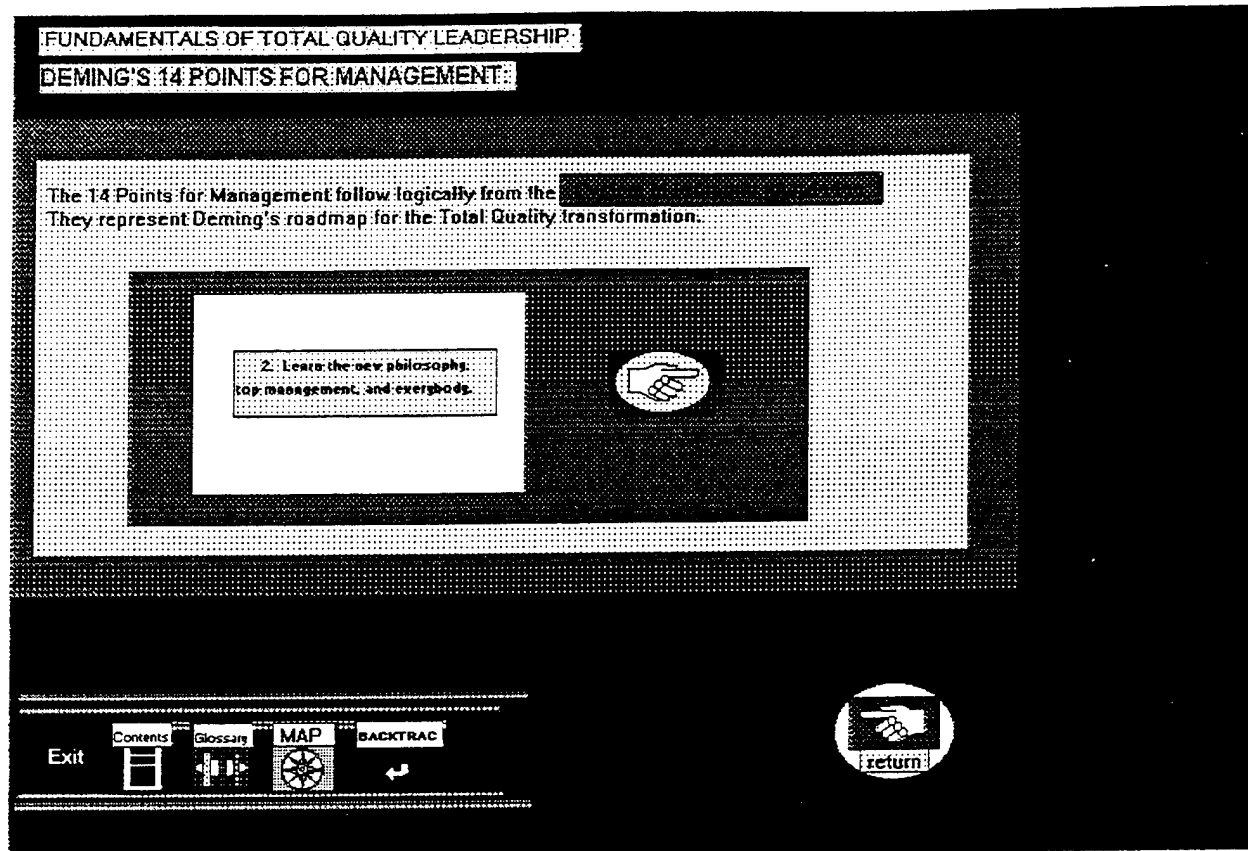 FUNDAMENTALS OF TOTAL QUALITY LEADERSHIP
DEMING'S 14 POINTS FOR MANAGEMENT
The 14 Points for Management follow logically from the
They represent Deming's roadmap for the Total Quality transformation.
2. Learn the new philosophy,
top management, and everybody.
Exit
Contents
Glossary
MAP
BACKTRAC
return